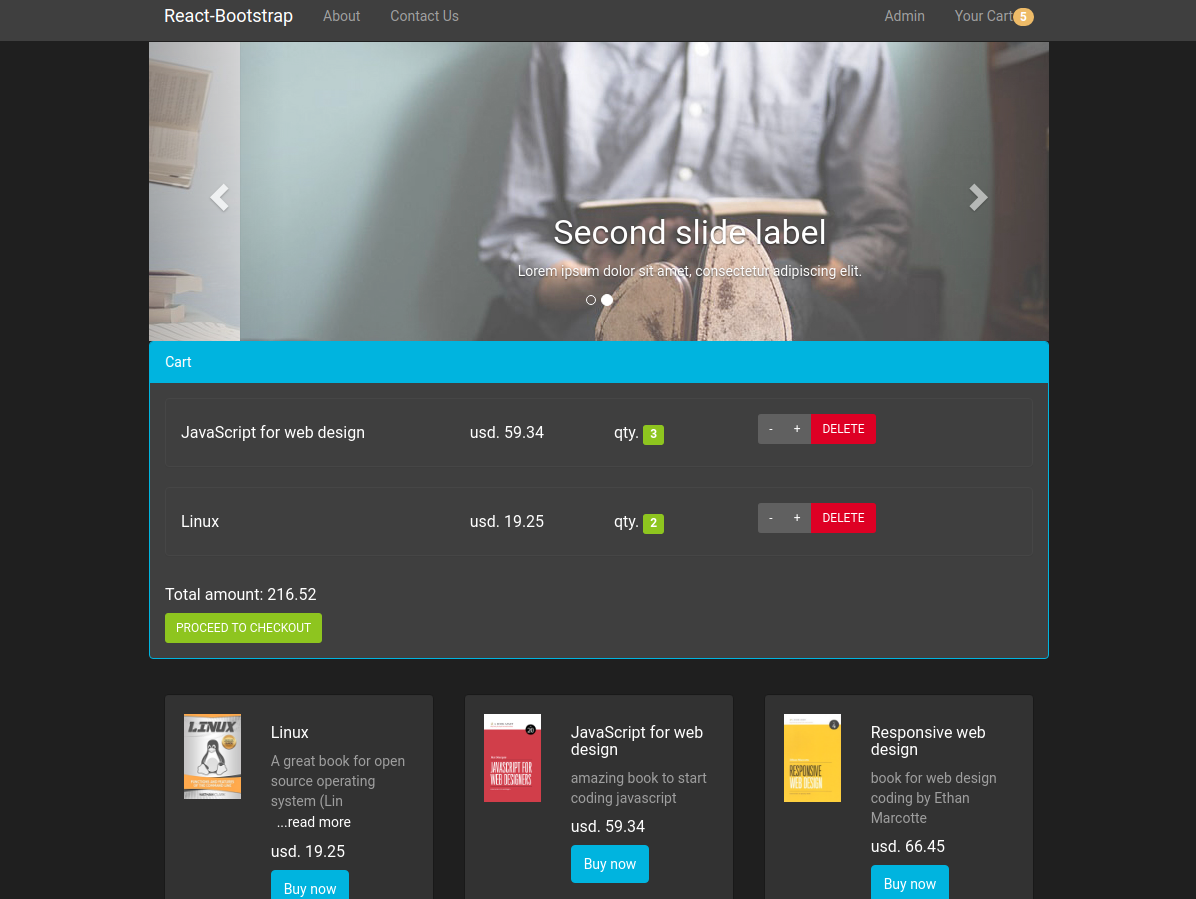 React-Bootstrap About Contact Us Admin Your Cart 5
Second slide label
Lorem ipsum dolor sit amet, consectetur adipiscing elit.
Cart
JavaScript for web design usd. 59.34 qty. 3 - + DELETE
Linux usd. 19.25 qty. 2 - + DELETE
Total amount: 216.52
PROCEED TO CHECKOUT
LINUX
Linux
A great book for open
source operating
system (Lin
...read more
usd. 19.25
Buy now
JAVASCRIPT FOR
WEB DESIGNERS
JavaScript for web
design
amazing book to start
coding javascript
usd. 59.34
Buy now
RESPONSIVE
WEB DESIGN
Responsive web
design
book for web design
coding by Ethan
Marcotte
usd. 66.45
Buy now